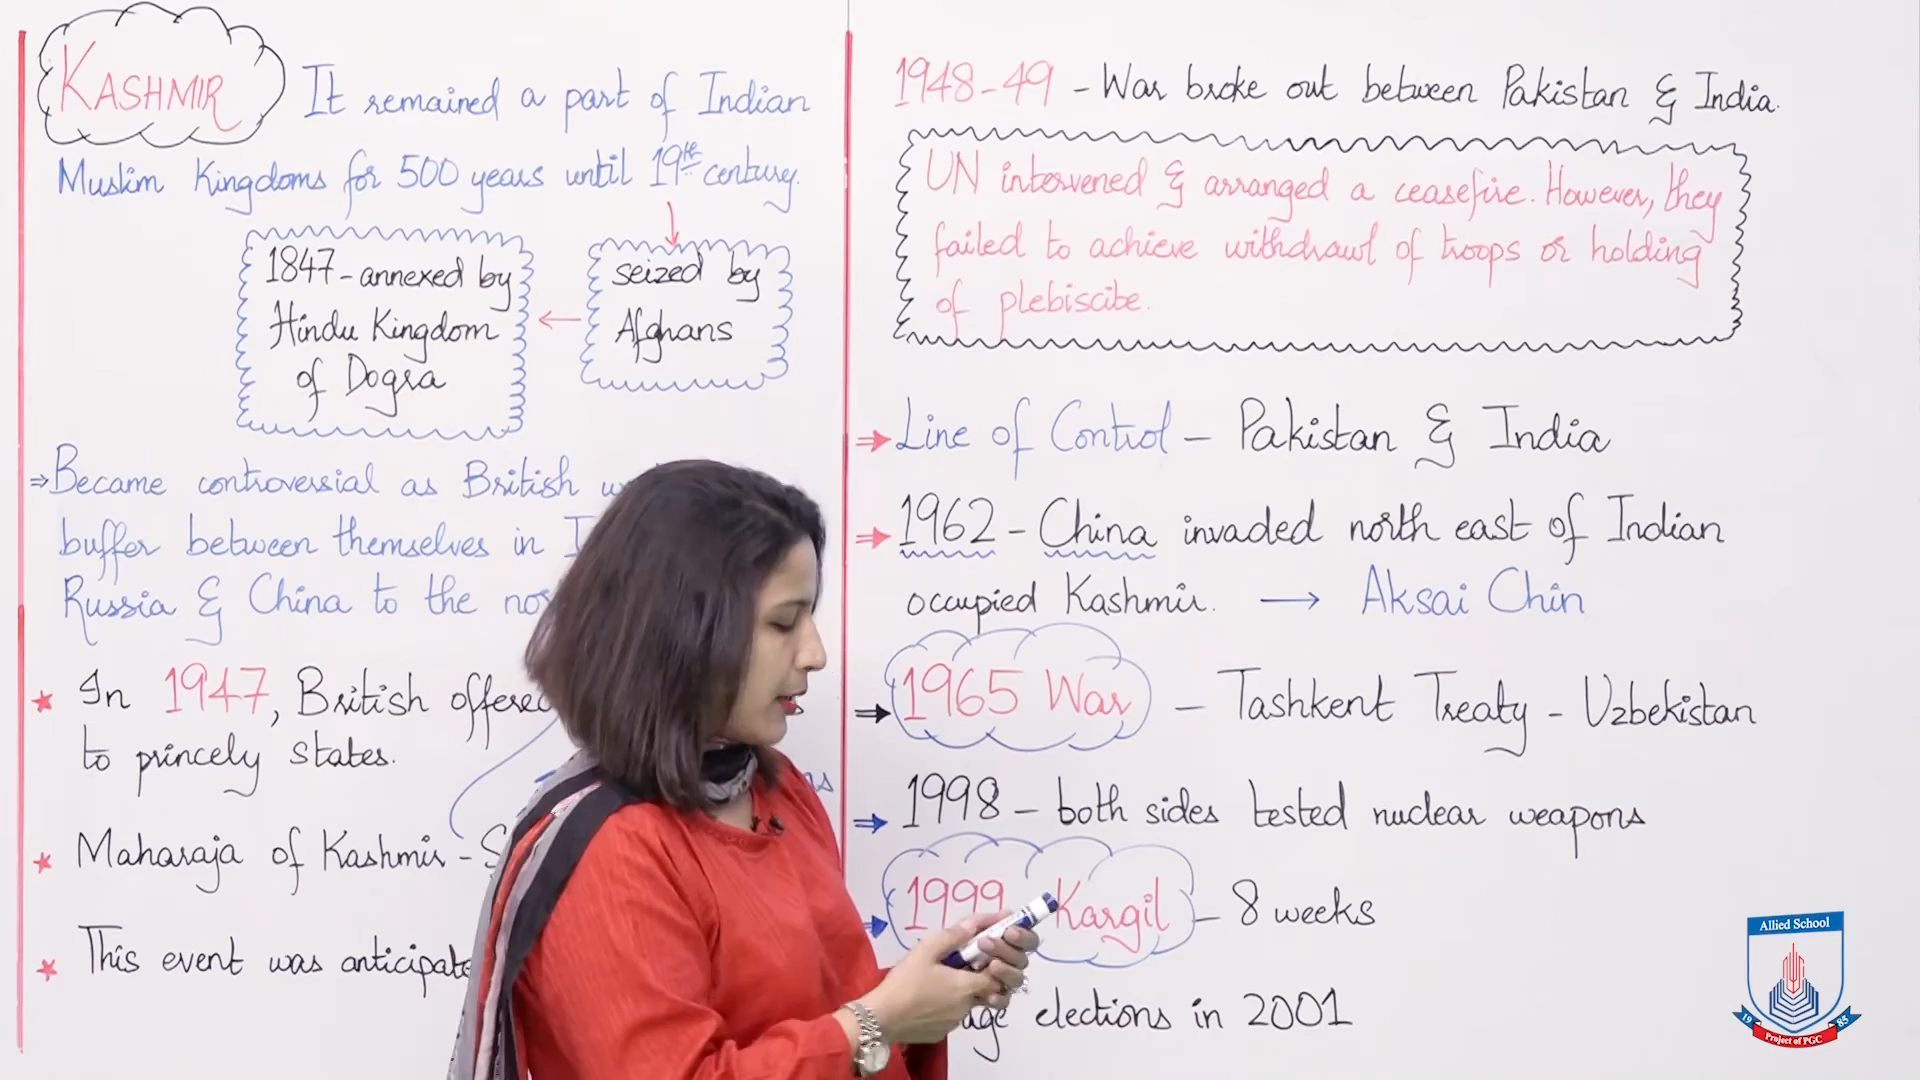 KASHMIR
It remained a part of Indian
Muslim Kingdoms for 500 years until 19th century.
1847 - annexed by
Hindu Kingdom
of Dogra
seized by
Afghans
⇒ Became controversial as British
buffer between themselves in
Russia & China to the
★ In 1947, British offered
to princely states.
★ Maharaja of Kashmir -
★ This event was
1948-49 - War broke out between Pakistan & India.
UN intervened & arranged a ceasefire. However, they
failed to achieve withdrawl of troops or holding
of plebiscite.
⇒ Line of Control - Pakistan & India
⇒ 1962 - China invaded north east of Indian
occupied Kashmir. → Aksai Chin
⇒ 1965 War - Tashkent Treaty - Uzbekistan
⇒ 1998 - both sides tested nuclear weapons
⇒ 1999 Kargil - 8 weeks
elections in 2001
Allied School
19 85
Project of PGC